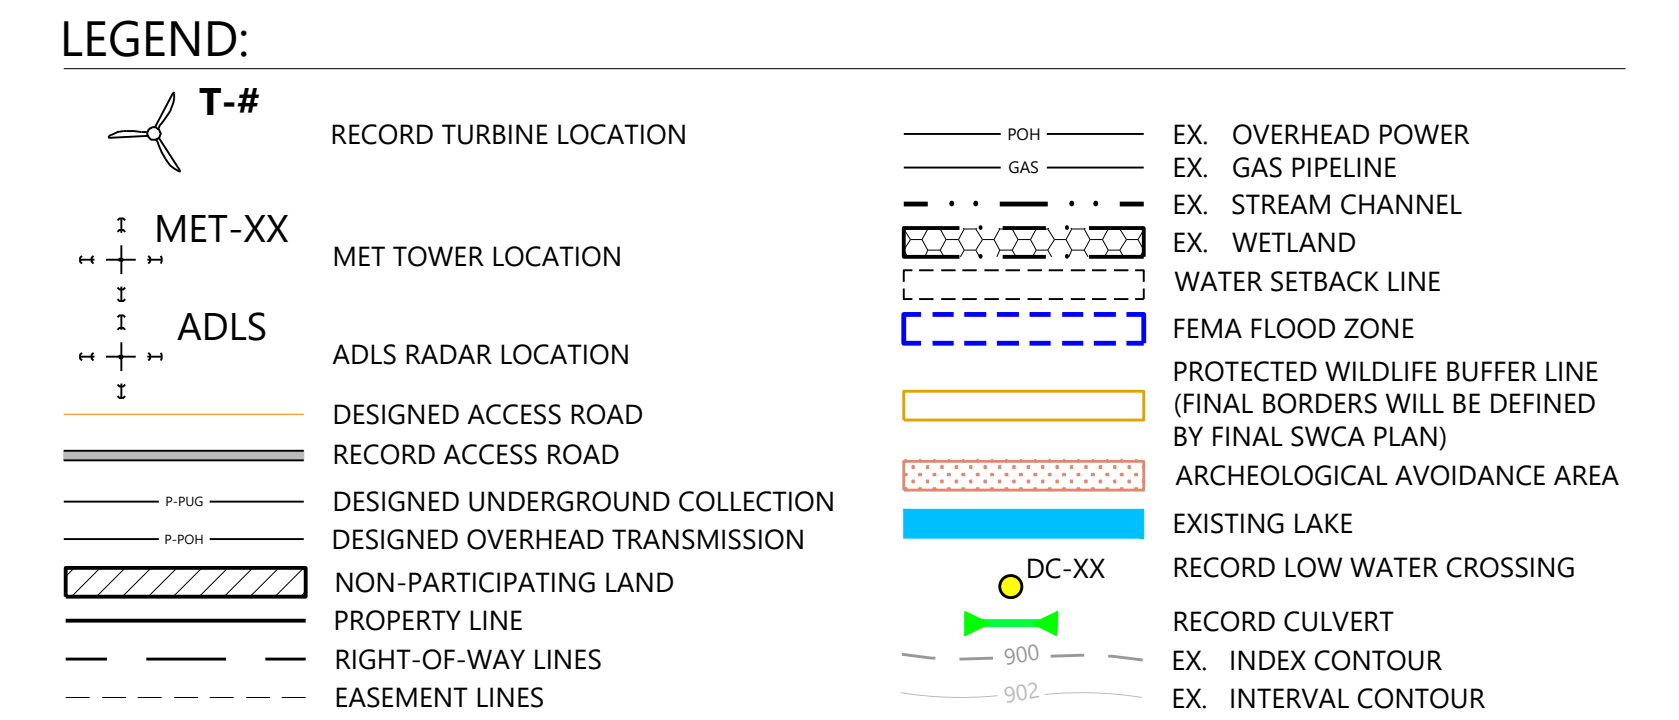 LEGEND:
T-#
RECORD TURBINE LOCATION
MET-XX
MET TOWER LOCATION
ADLS
ADLS RADAR LOCATION
DESIGNED ACCESS ROAD
RECORD ACCESS ROAD
P-PUG DESIGNED UNDERGROUND COLLECTION
P-POH DESIGNED OVERHEAD TRANSMISSION
NON-PARTICIPATING LAND
PROPERTY LINE
RIGHT-OF-WAY LINES
EASEMENT LINES
POH EX. OVERHEAD POWER
GAS EX. GAS PIPELINE
EX. STREAM CHANNEL
EX. WETLAND
WATER SETBACK LINE
FEMA FLOOD ZONE
PROTECTED WILDLIFE BUFFER LINE
(FINAL BORDERS WILL BE DEFINED
BY FINAL SWCA PLAN)
ARCHEOLOGICAL AVOIDANCE AREA
EXISTING LAKE
DC-XX RECORD LOW WATER CROSSING
RECORD CULVERT
900 EX. INDEX CONTOUR
902 EX. INTERVAL CONTOUR